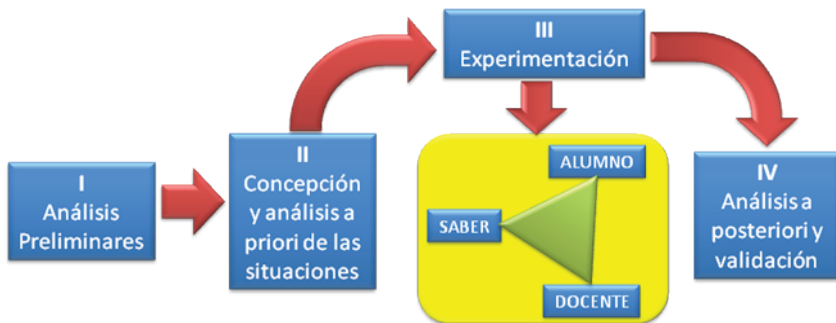 I
Análisis
Preliminares
II
Concepción
y análisis a
priori de las
situaciones
III
Experimentación
ALUMNO
SABER
DOCENTE
IV
Análisis a
posteriori y
validación